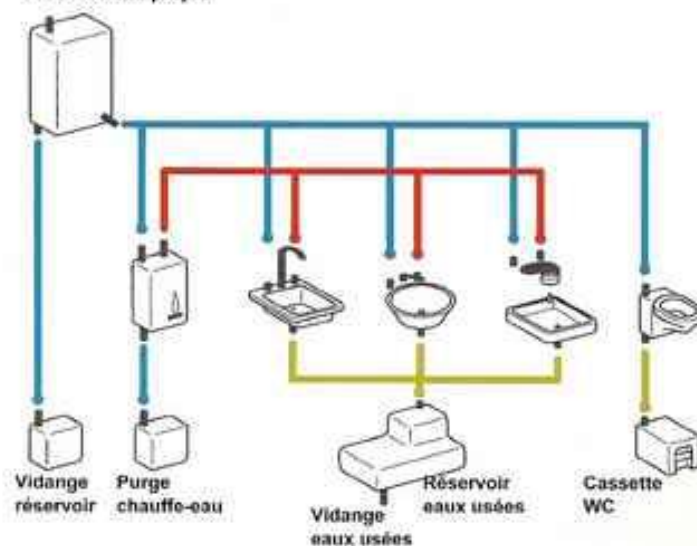 Vidange
réservoir
Purge
chauffe-eau
Vidange
eaux usées
Réservoir
eaux usées
Cassette
WC